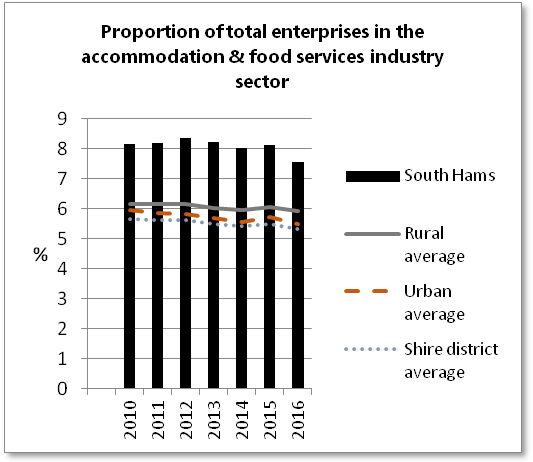 Proportion of total enterprises in the
accommodation & food services industry
sector
9
8
7
6
5
4
3
2
1
0
%
2010
2011
2012
2013
2014
2015
2016
South Hams
Rural
average
Urban
average
Shire district
average